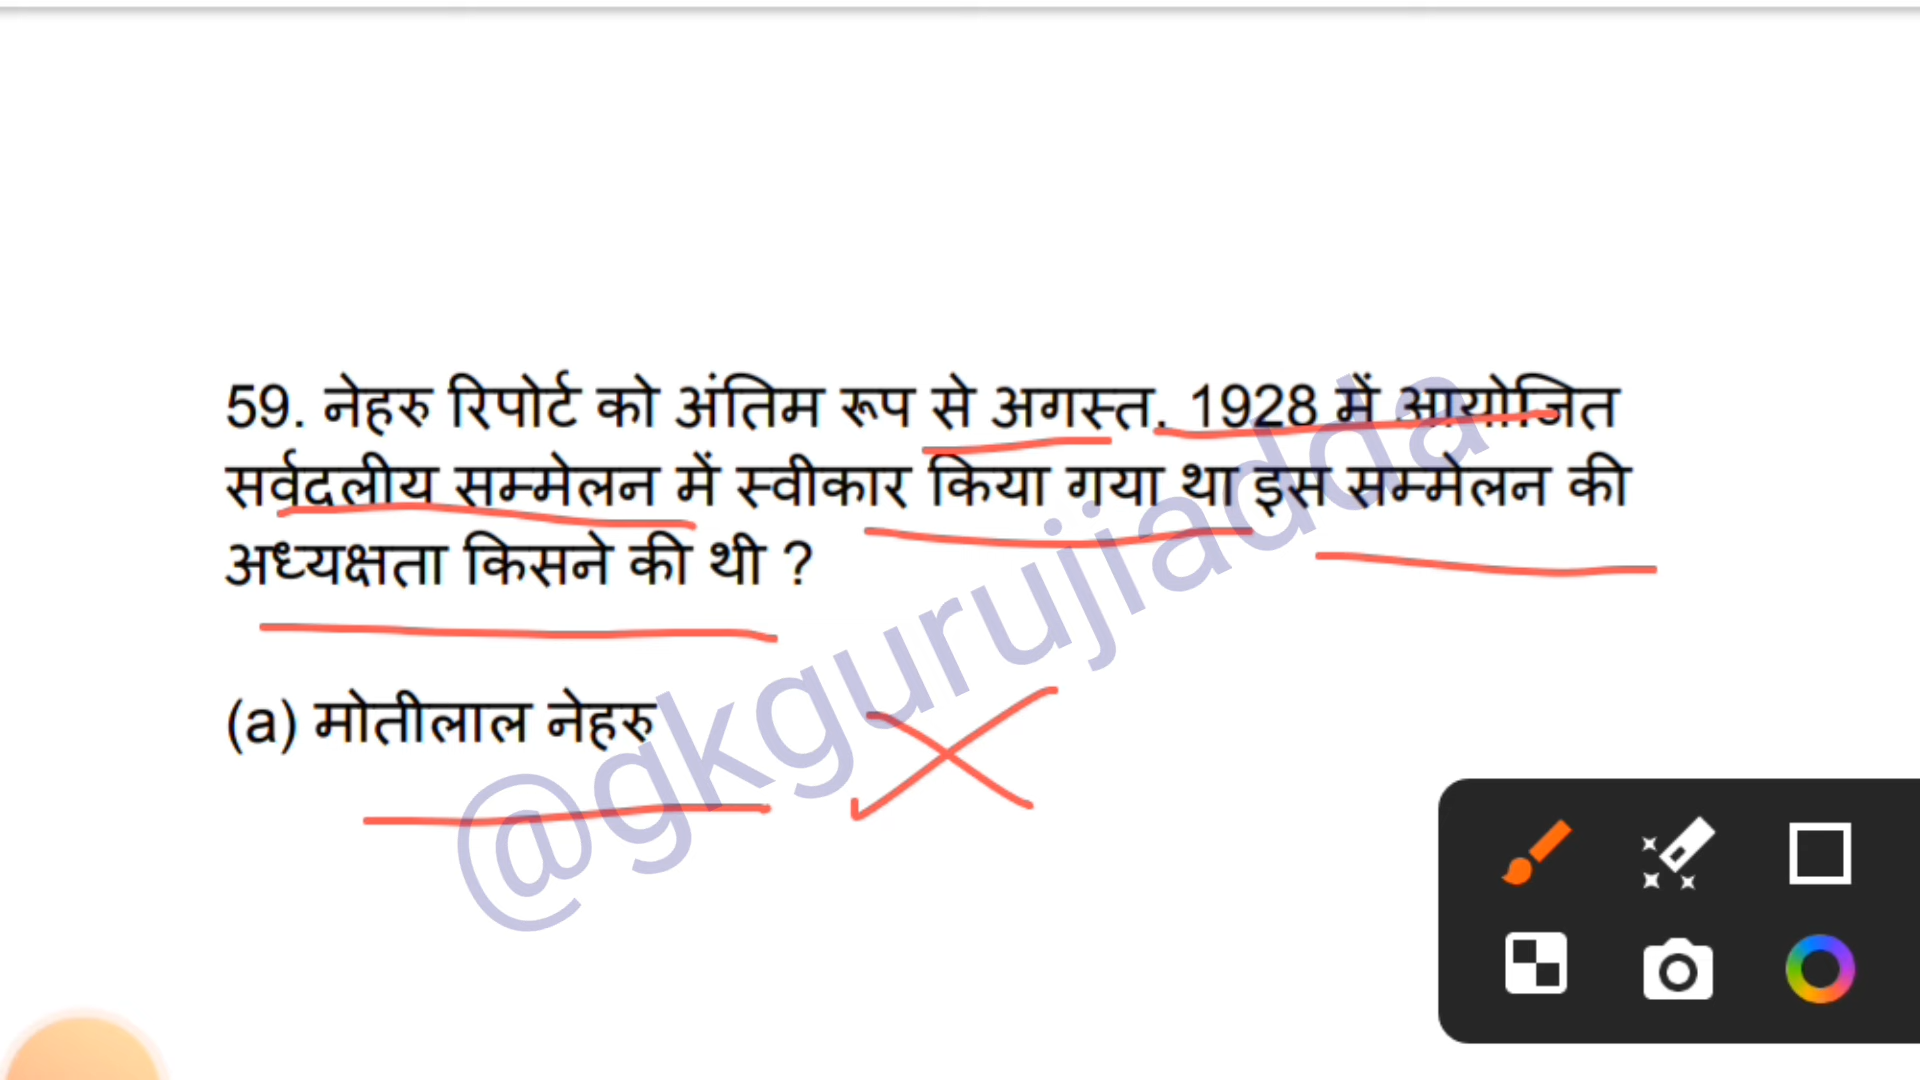 59. नेहरु रिपोर्ट को अंतिम रूप से अगस्त, 1928 में आयोजित
सर्वदलीय सम्मेलन में स्वीकार किया गया था इस सम्मेलन की
अध्यक्षता किसने की थी ?
(a) मोतीलाल नेहरु
@gkgurujiadda